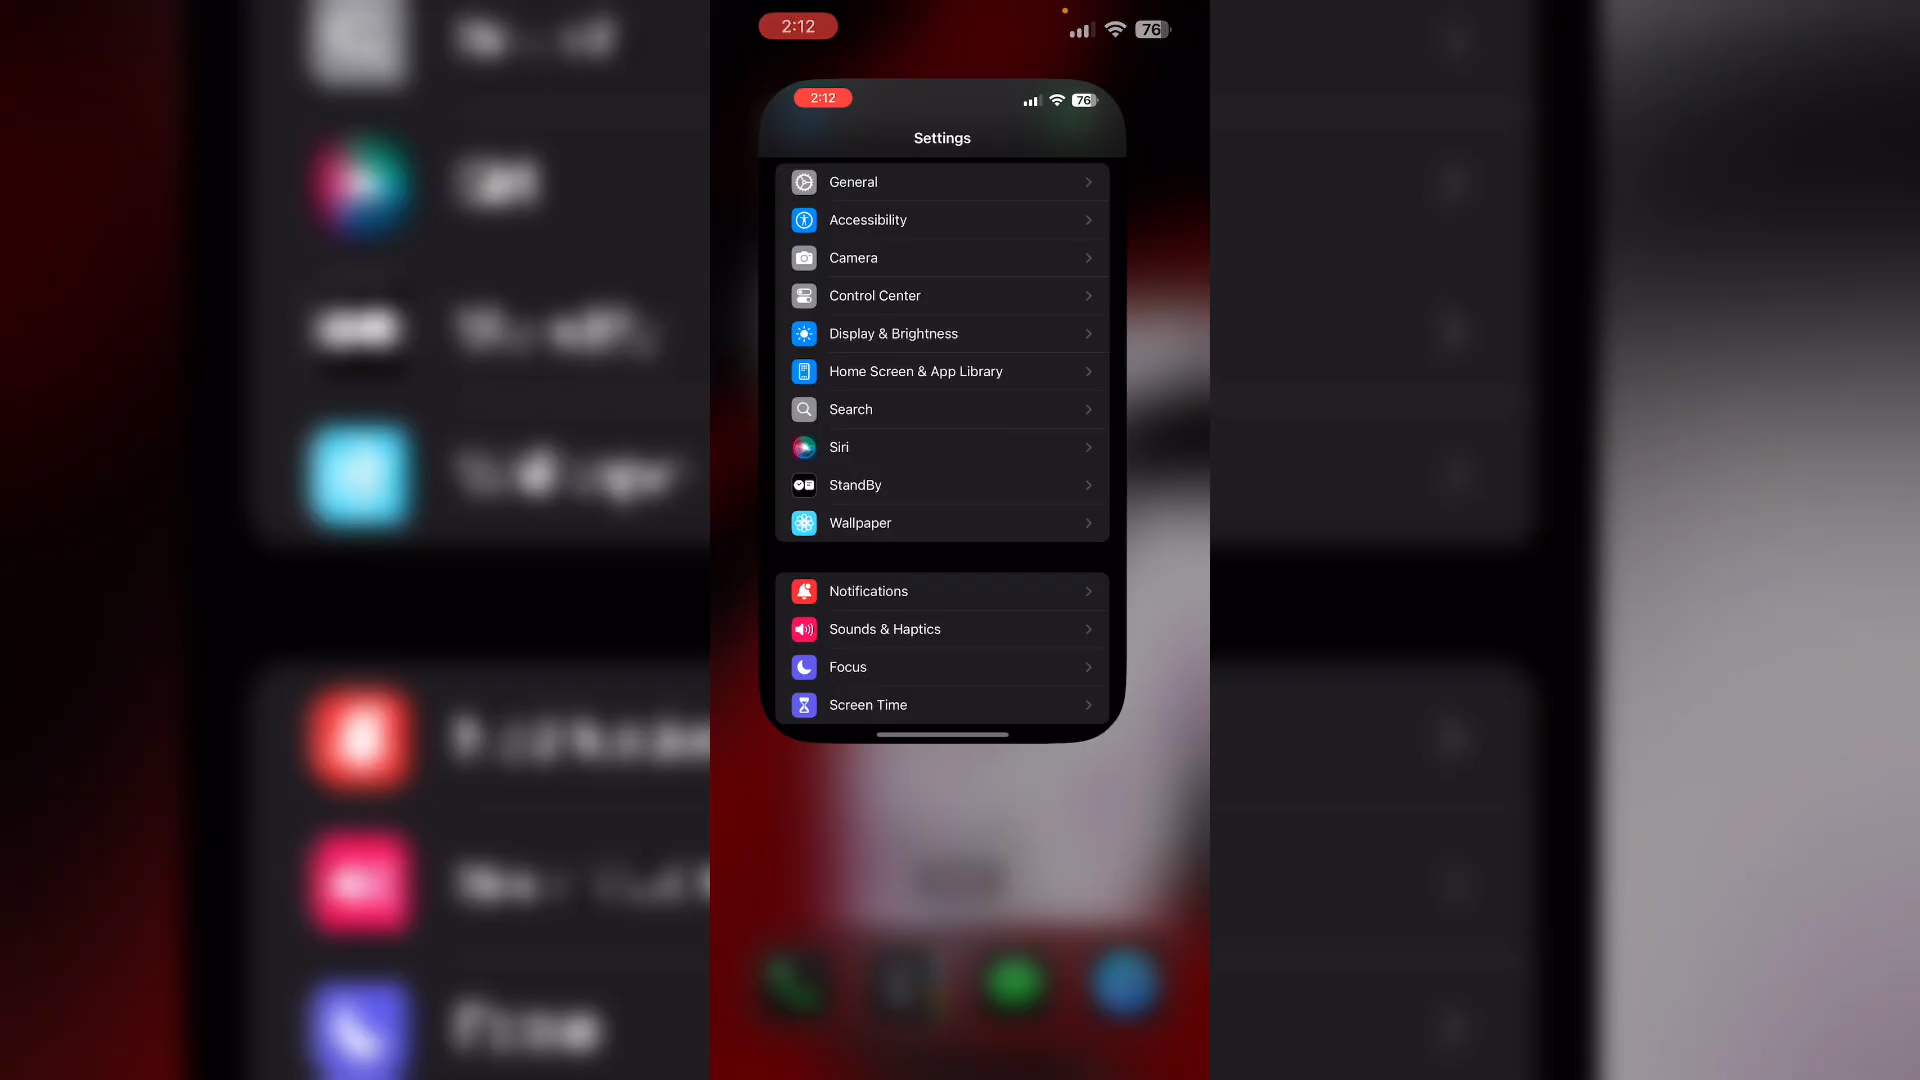 2:12
76
2:12
76
Settings
General
Accessibility
Camera
Control Center
Display & Brightness
Home Screen & App Library
Search
Siri
StandBy
Wallpaper
Notifications
Sounds & Haptics
Focus
Screen Time